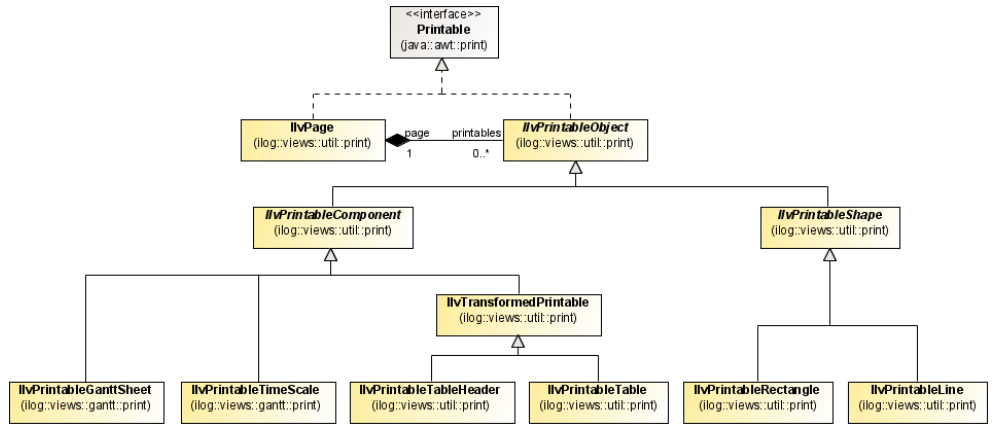 <<interface>>
Printable
(java::awt::print)
IlvPage
(ilog::views::util::print)
page
1
printables
0..*
IlvPrintableObject
(ilog::views::util::print)
IlvPrintableComponent
(ilog::views::util::print)
IlvPrintableShape
(ilog::views::util::print)
IlvTransformedPrintable
(ilog::views::util::print)
IlvPrintableGanttSheet
(ilog::views::gantt::print)
IlvPrintableTimeScale
(ilog::views::gantt::print)
IlvPrintableTableHeader
(ilog::views::util::print)
IlvPrintableTable
(ilog::views::util::print)
IlvPrintableRectangle
(ilog::views::util::print)
IlvPrintableLine
(ilog::views::util::print)